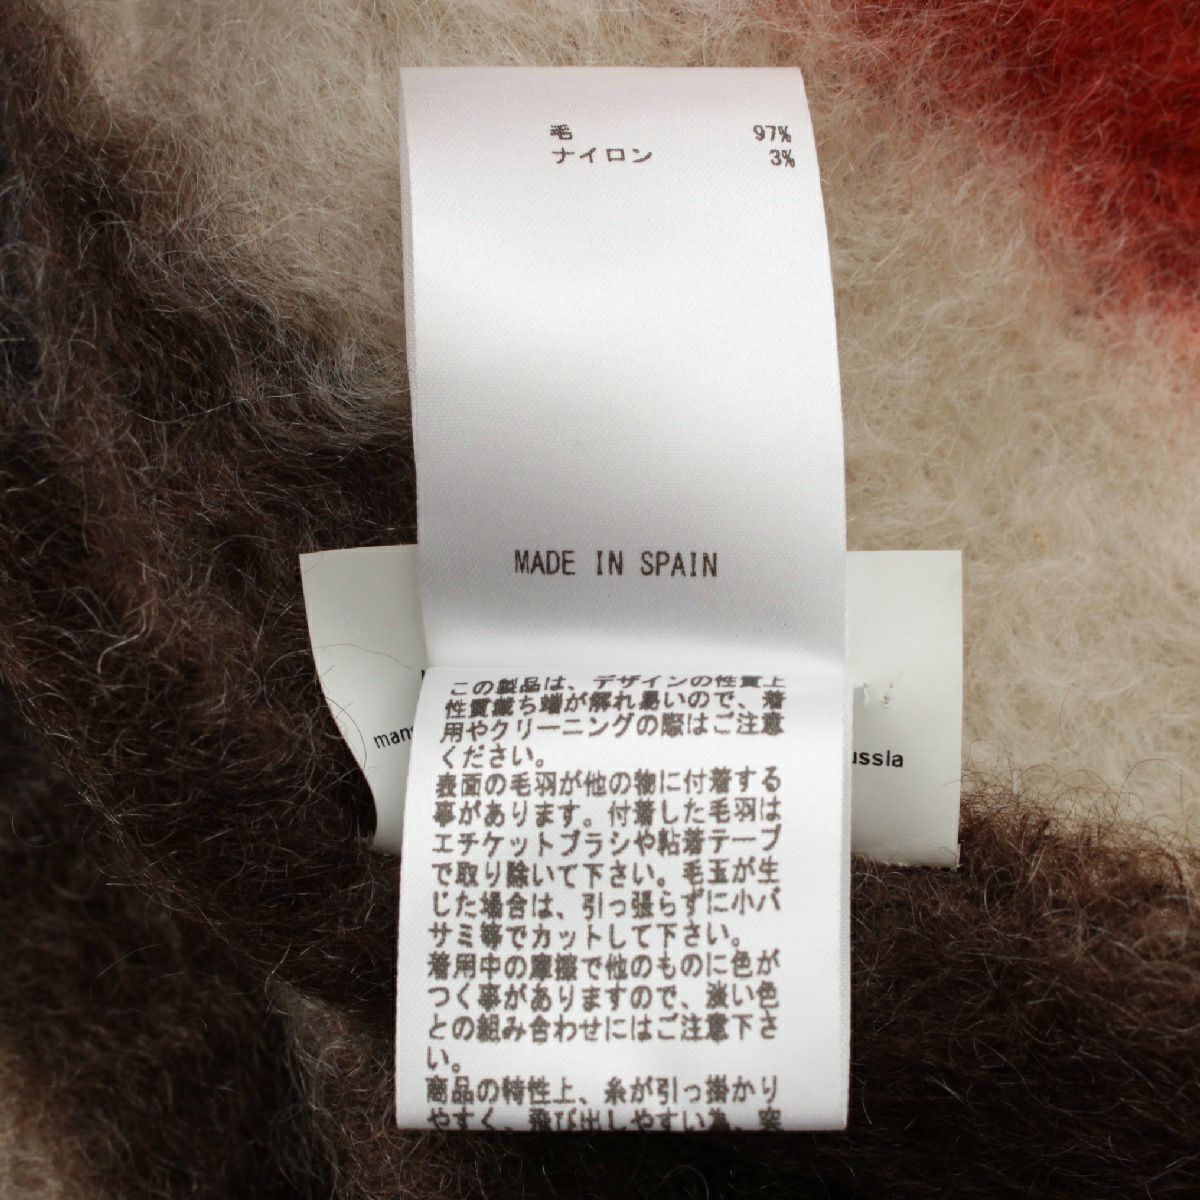 毛 97%
ナイロン 3%
MADE IN SPAIN
この製品は、デザインの性質上
性質裁ち端が解れ易いので、着
用やクリーニングの際はご注意
ください。
表面の毛羽が他の物に付着する
事があります。付着した毛羽は
エチケットブラシや粘着テープ
で取り除いて下さい。毛玉が生
じた場合は、引っ張らずに小バ
サミ等でカットして下さい。
着用中の摩擦で他のものに色が
つく事がありますので、淡い色
との組み合わせにはご注意下さ
い。
商品の特性上、糸が引っ掛かり
やすく、飛び出しやすい為、突